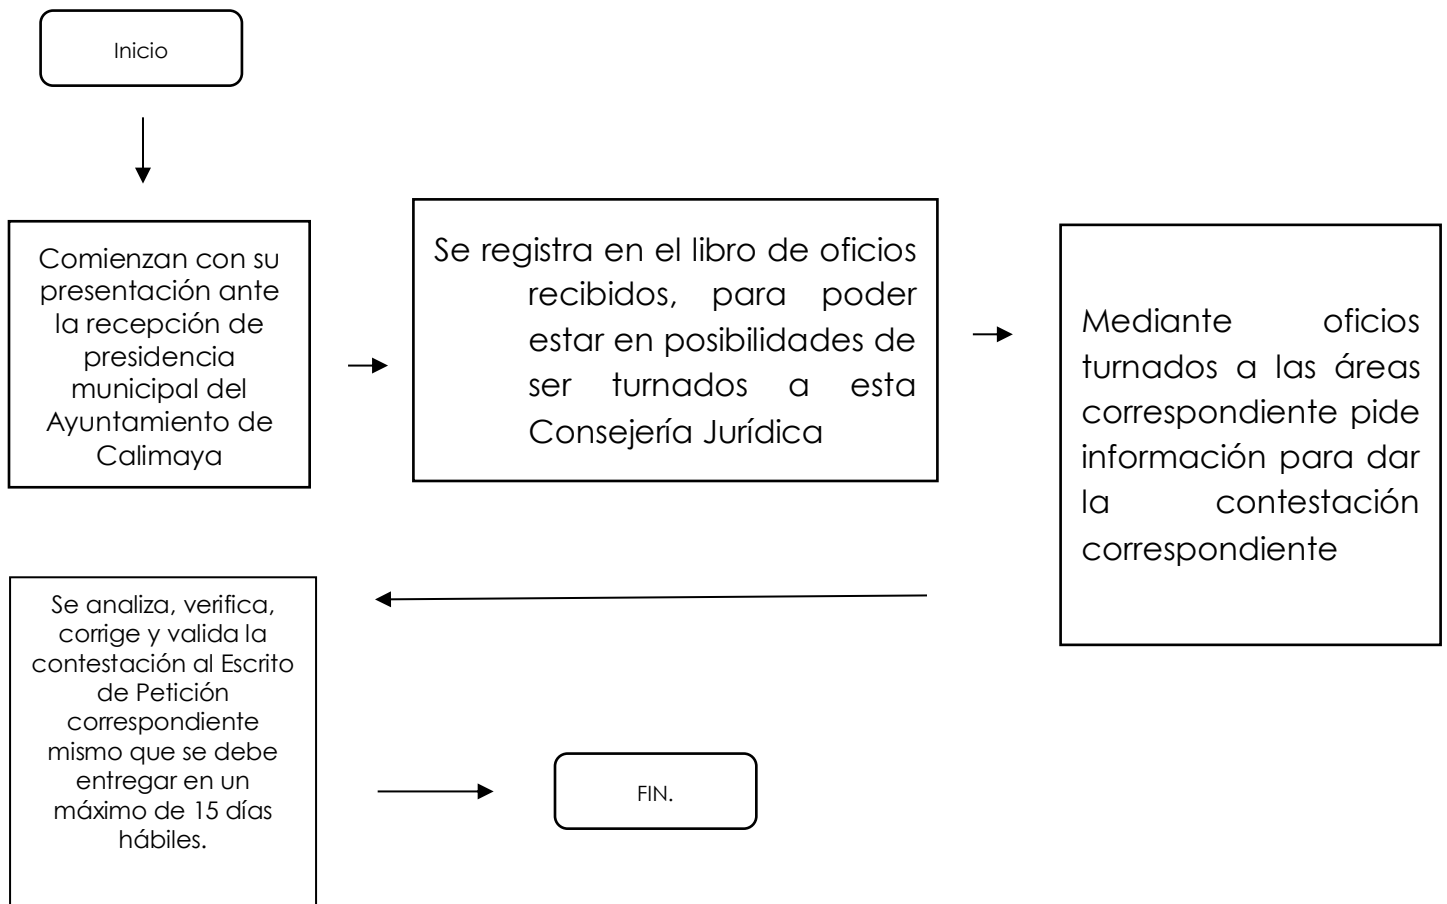 Inicio
Comienzan con su
presentación ante
la recepción de
presidencia
municipal del
Ayuntamiento de
Calimaya
Se registra en el libro de oficios
recibidos, para poder
estar en posibilidades de
ser turnados a esta
Consejería Jurídica
Mediante oficios
turnados a las áreas
correspondiente pide
información para dar
la contestación
correspondiente
Se analiza, verifica,
corrige y valida la
contestación al Escrito
de Petición
correspondiente
mismo que se debe
entregar en un
máximo de 15 días
hábiles.
FIN.